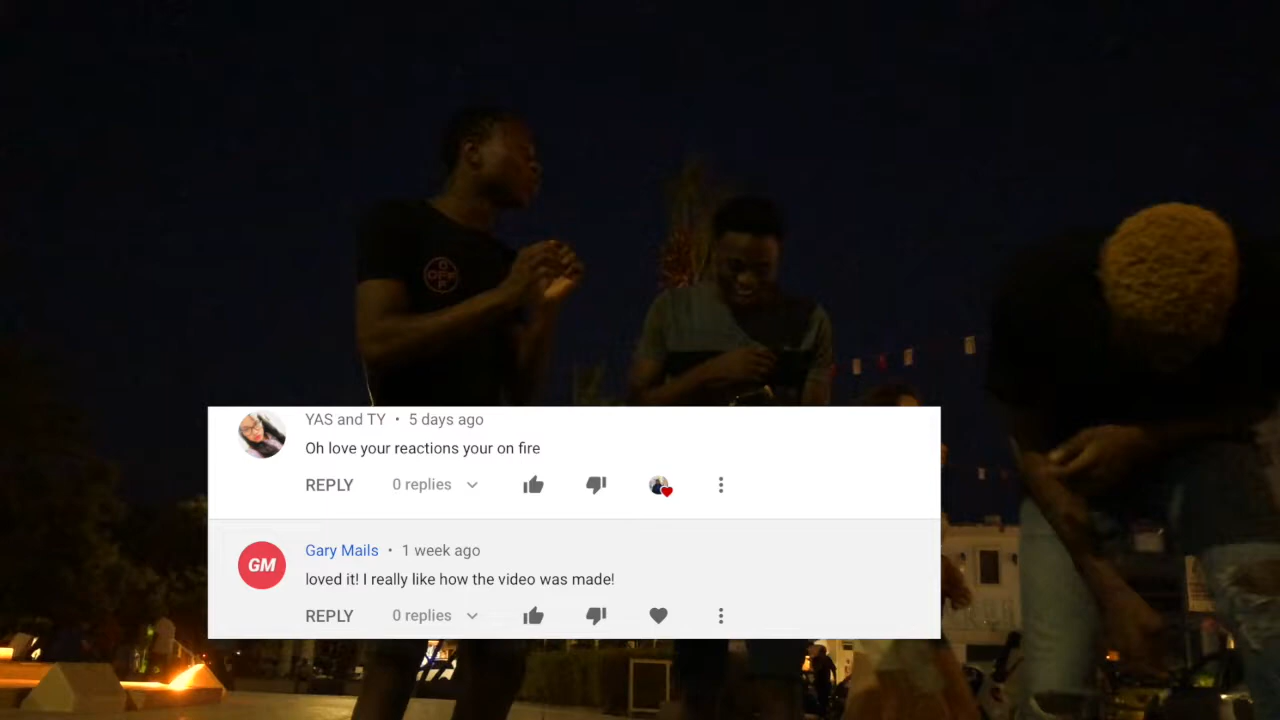 YAS and TY • 5 days ago
Oh love your reactions your on fire
REPLY 0 replies
GM
Gary Mails • 1 week ago
loved it! I really like how the video was made!
REPLY 0 replies